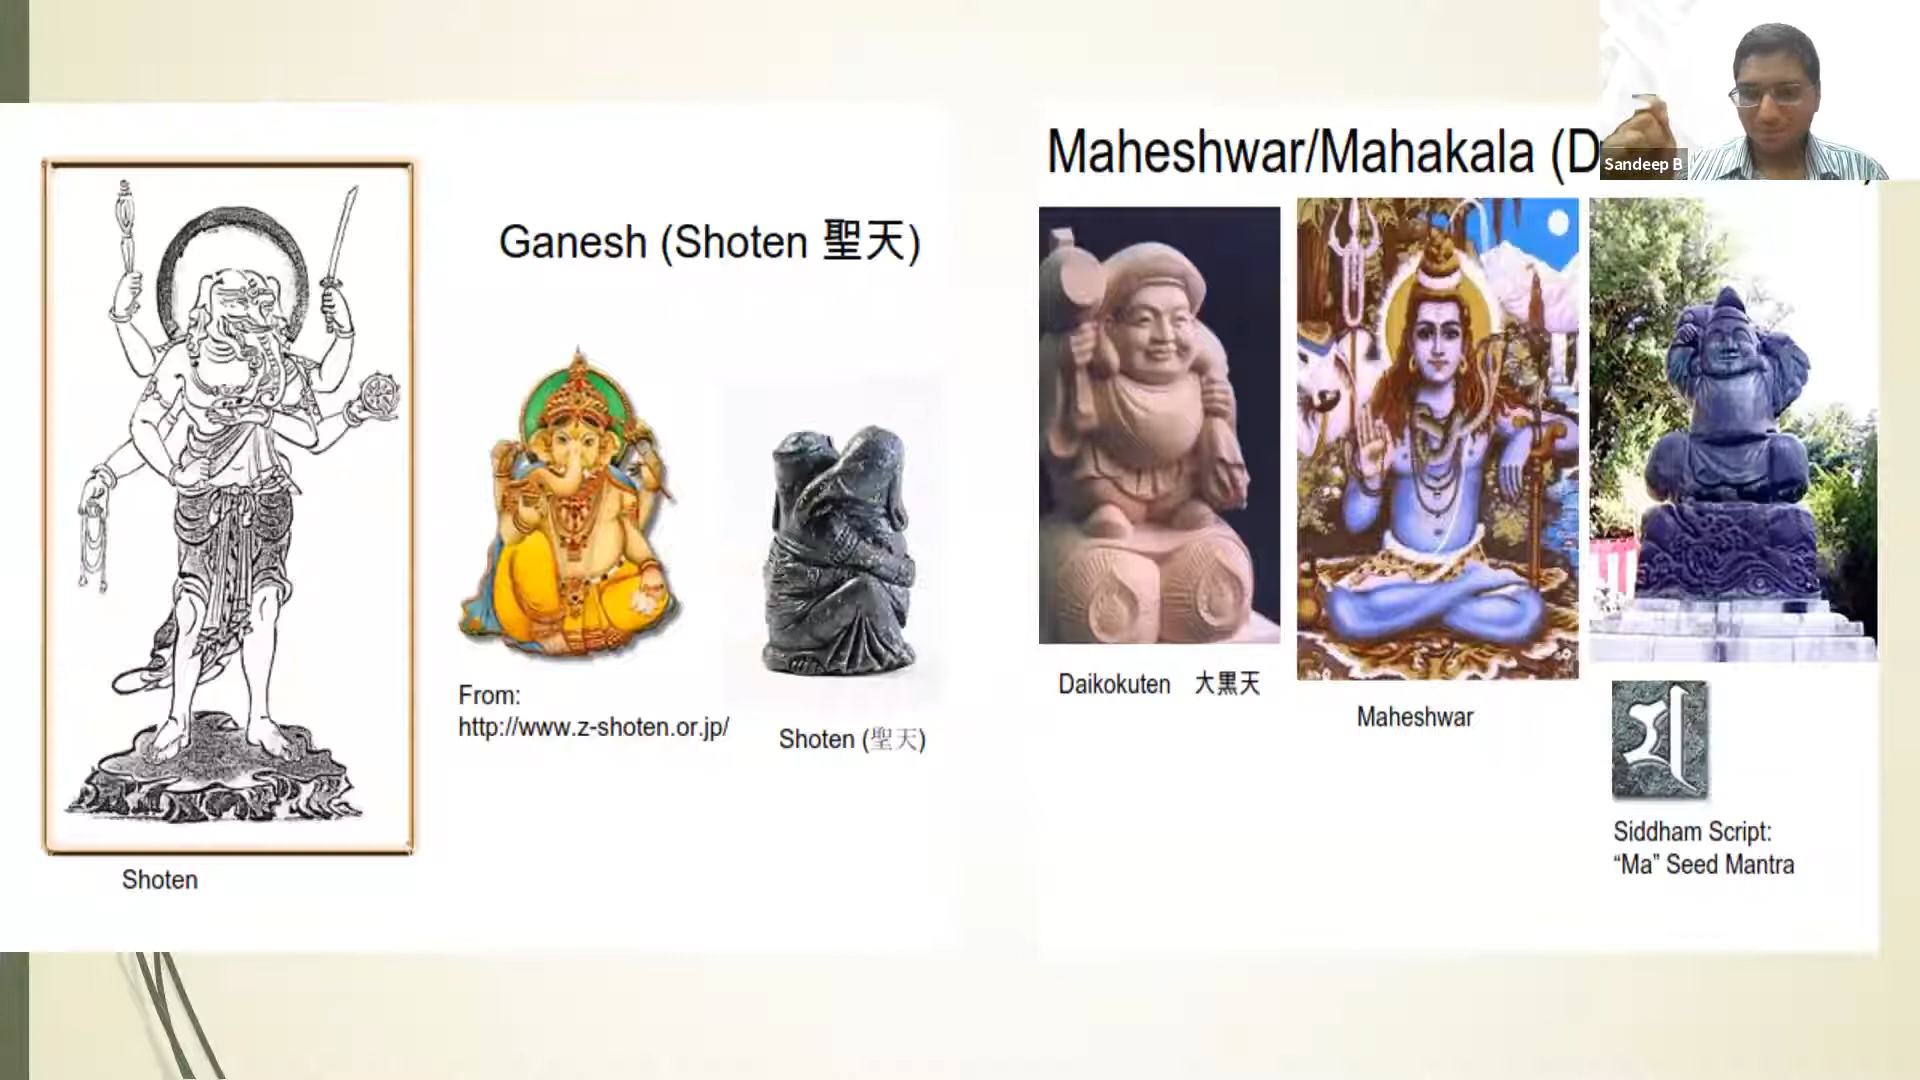 Ganesh (Shoten 聖天)
From:
http://www.z-shoten.or.jp/
Shoten (聖天)
Shoten
Maheshwar/Mahakala (D
Sandeep B
Daikokuten 大黒天
Maheshwar
Siddham Script:
“Ma” Seed Mantra